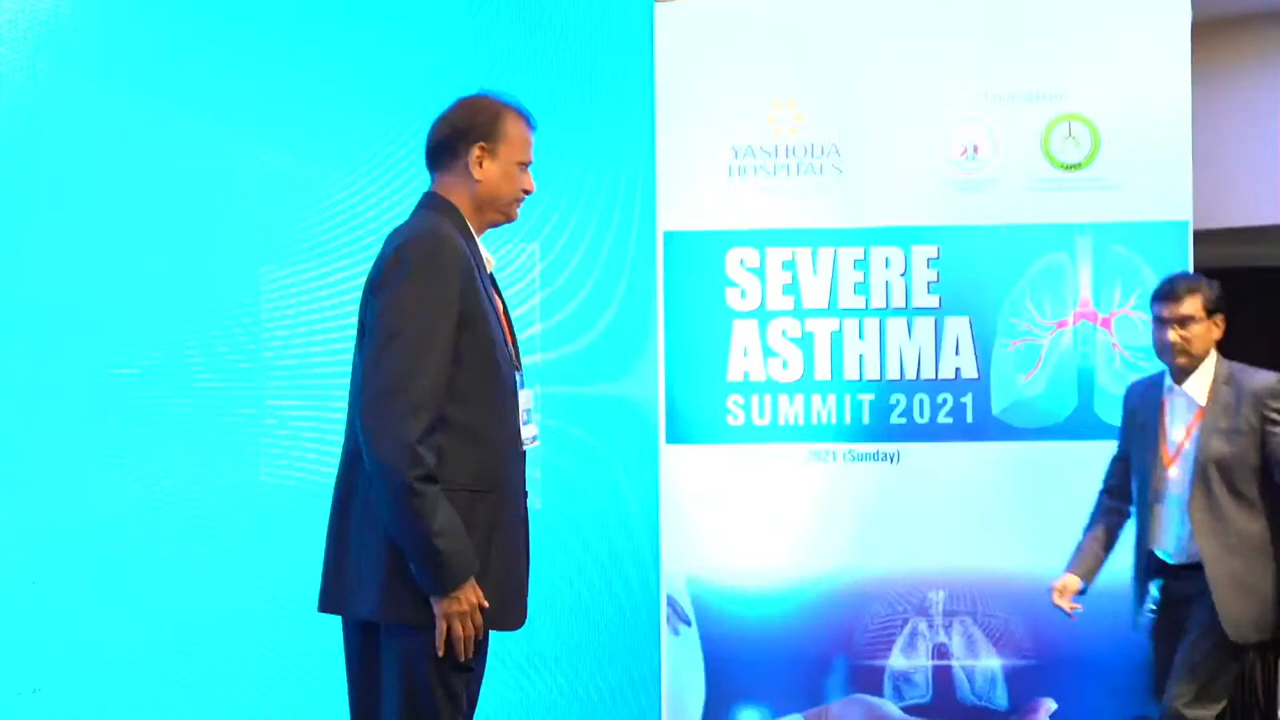 YASHODA
HOSPITALS
SEVERE
ASTHMA
SUMMIT 2021
2021 (Sunday)